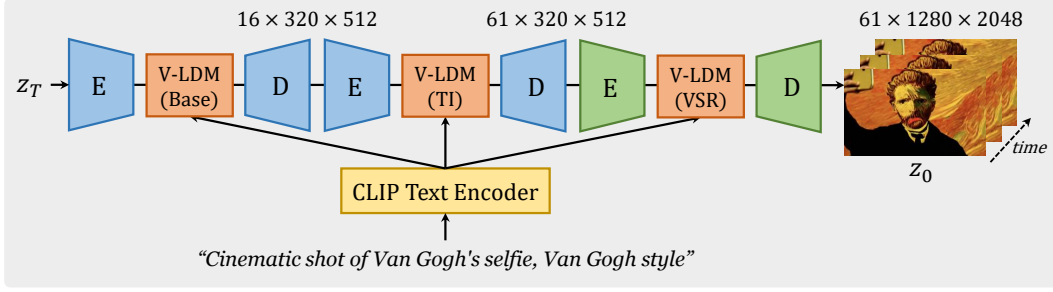 16 × 320 × 512
61 × 320 × 512
61 × 1280 × 2048
z_T
E
V-LDM
(Base)
D
E
V-LDM
(TI)
D
E
V-LDM
(VSR)
D
z_0
time
CLIP Text Encoder
“Cinematic shot of Van Gogh's selfie, Van Gogh style”